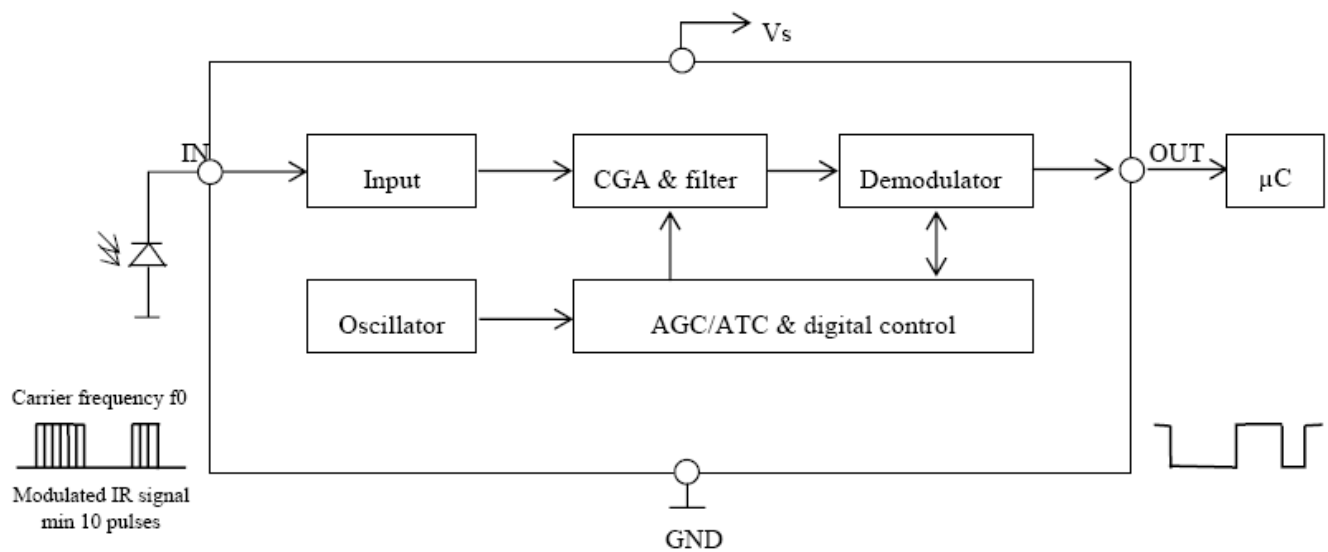 Vs
IN
Input
CGA & filter
Demodulator
OUT
µC
Oscillator
AGC/ATC & digital control
Carrier frequency f0
Modulated IR signal
min 10 pulses
GND